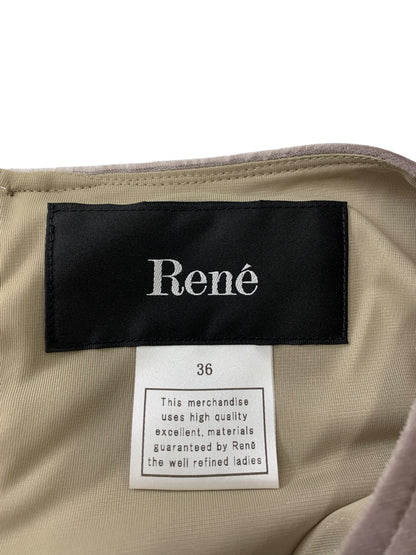 René
36
This merchandise
uses high quality
excellent, materials
guaranteed by René
the well refined ladies